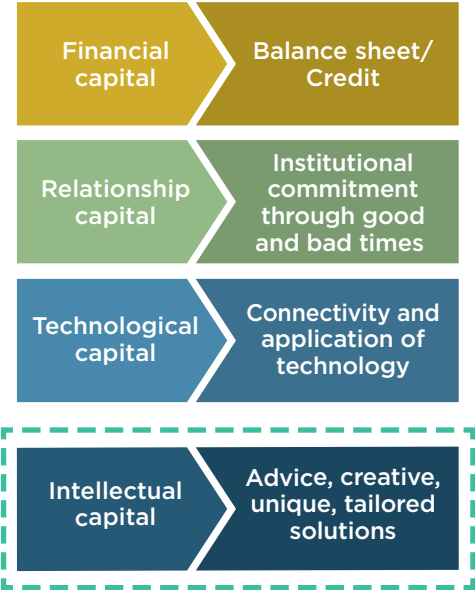 Financial
capital
Balance sheet/
Credit
Relationship
capital
Institutional
commitment
through good
and bad times
Technological
capital
Connectivity and
application of
technology
Intellectual
capital
Advice, creative,
unique, tailored
solutions